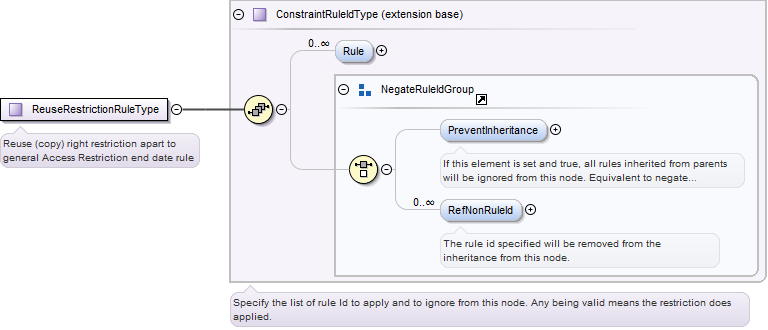 ConstraintRuleIdType (extension base)
0..∞
Rule
NegateRuleIdGroup
ReuseRestrictionRuleType
Reuse (copy) right restriction apart to
general Access Restriction end date rule
PreventInheritance
If this element is set and true, all rules inherited from parents
will be ignored from this node. Equivalent to negate...
0..∞
RefNonRuleId
The rule id specified will be removed from the
inheritance from this node.
Specify the list of rule Id to apply and to ignore from this node. Any being valid means the restriction does
applied.